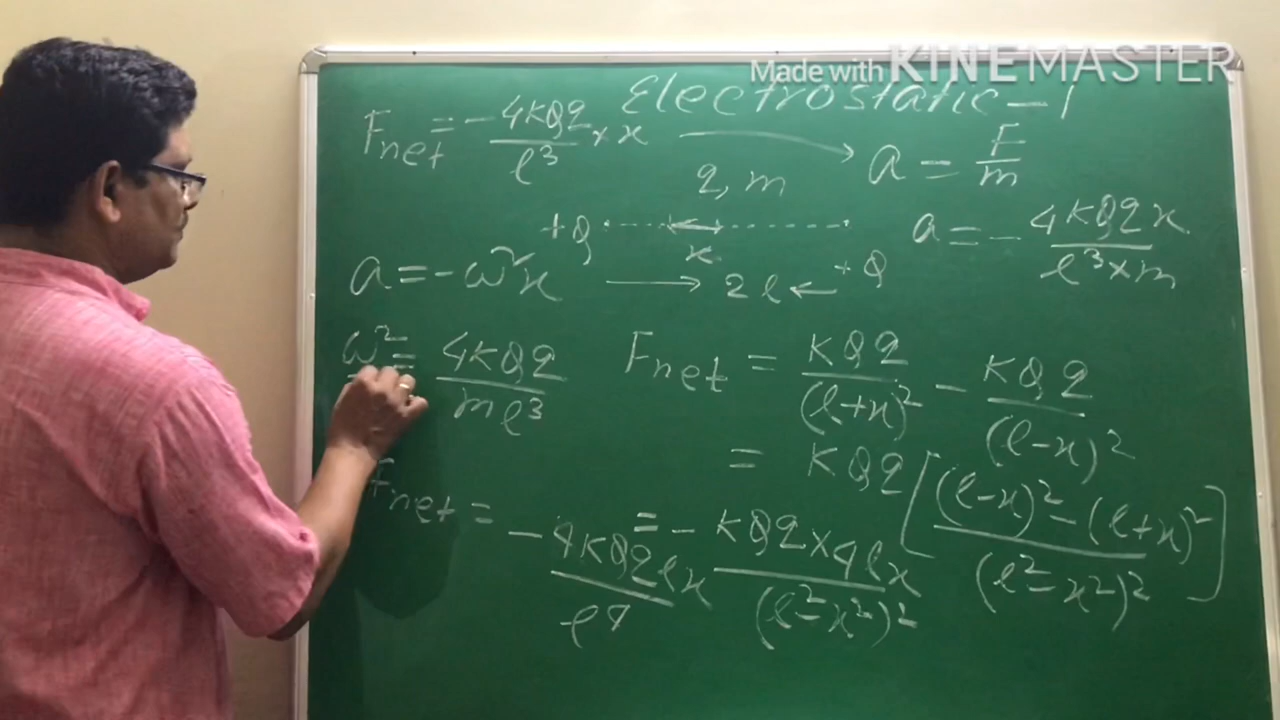 Made with KINEMASTER
Electrostatic-1
Fnet = - 4KQq/l³ × x → a = F/m
q, m
+Q x +Q
a = - 4KQqx/l³×m
a = -ω²x → 2l ←
ω² = 4KQq/ml³
Fnet = KQq/(l+x)² - KQq/(l-x)²
= KQq [(l-x)² - (l+x)²/(l²-x²)²]
= - KQq×4lx/(l²-x²)²
Fnet = - 4KQqlx/l⁴